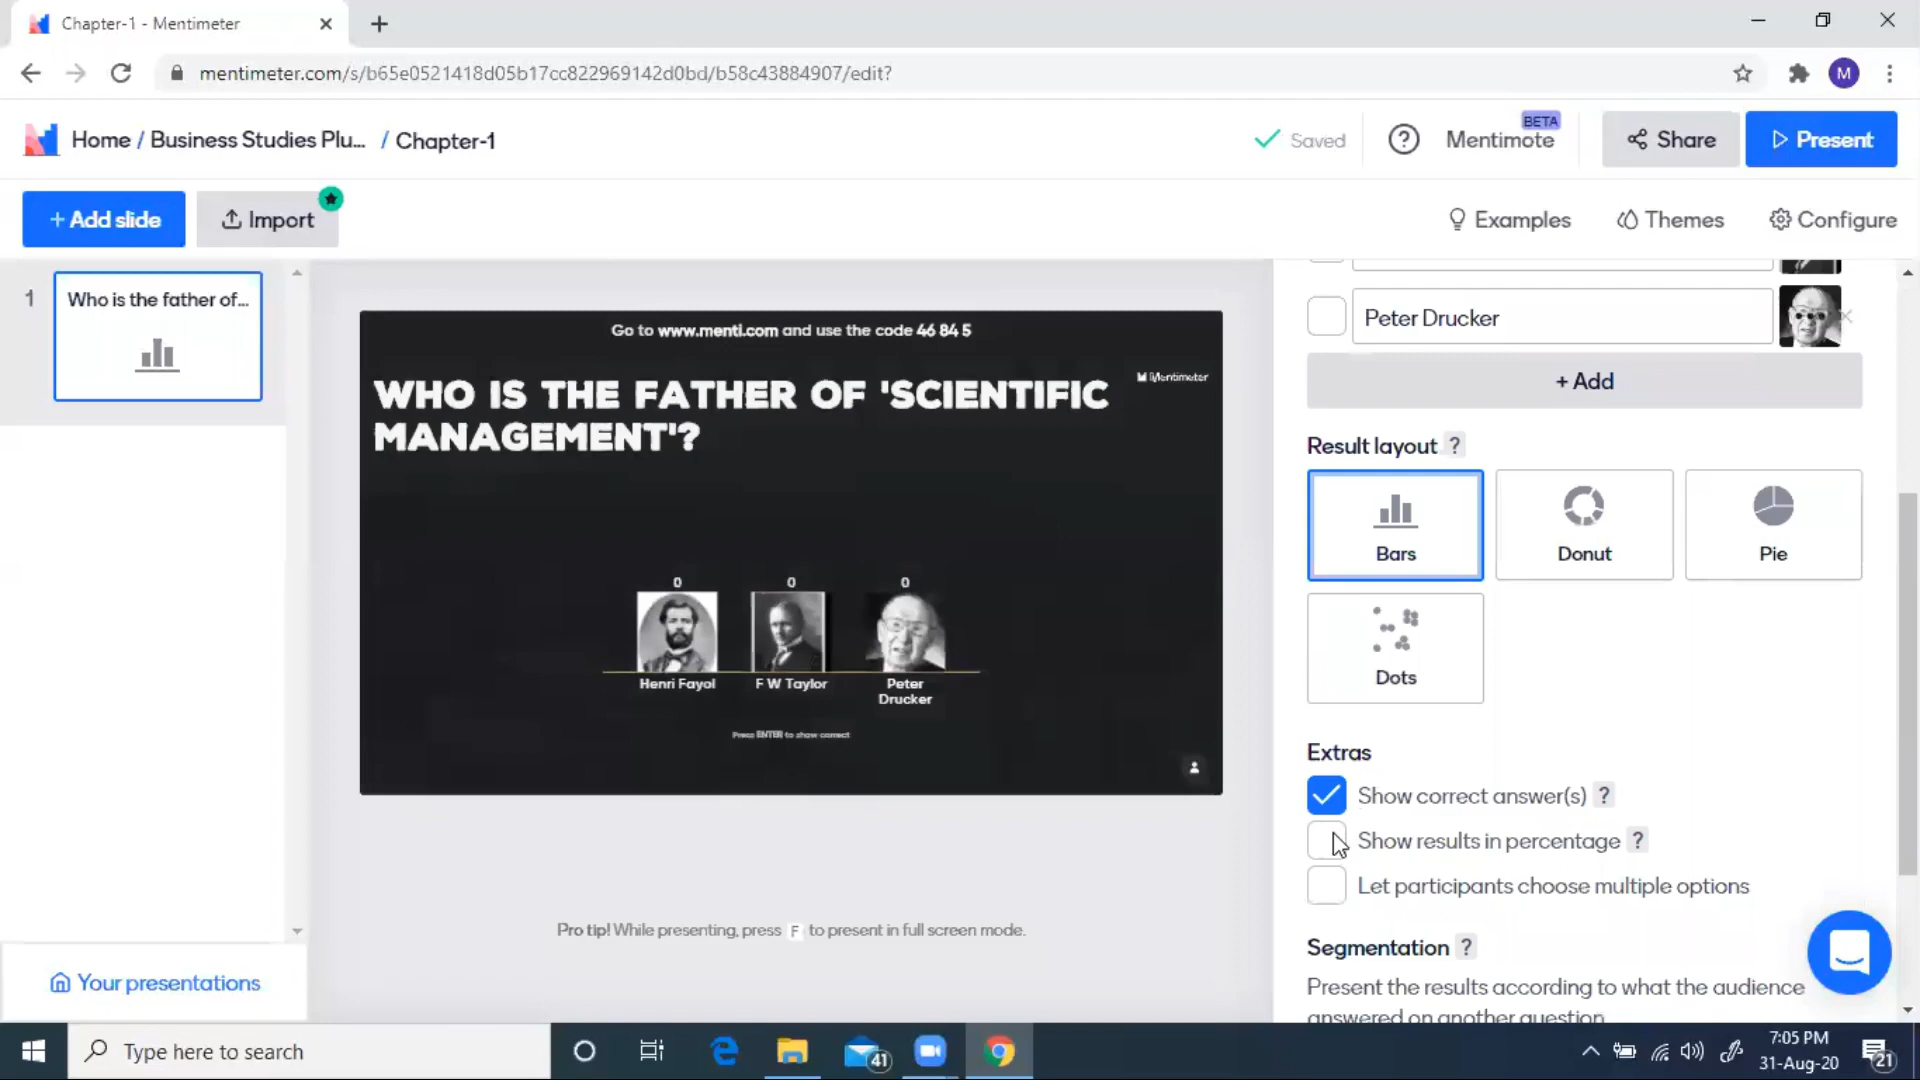 Chapter-1 - Mentimeter
mentimeter.com/s/b65e0521418d05b17cc822969142d0bd/b58c43884907/edit?
M
Home / Business Studies Plu... / Chapter-1
Saved
?
Mentimote
BETA
Share
Present
+ Add slide
Import
Examples
Themes
Configure
1
Who is the father of...
Go to www.menti.com and use the code 46 84 5
Mentimeter
WHO IS THE FATHER OF 'SCIENTIFIC
MANAGEMENT'?
0 0 0
Henri Fayol
F W Taylor
Peter
Drucker
Press ENTER to show correct
Pro tip! While presenting, press F to present in full screen mode.
Your presentations
Peter Drucker
+ Add
Result layout ?
Bars
Donut
Pie
Dots
Extras
Show correct answer(s) ?
Show results in percentage ?
Let participants choose multiple options
Segmentation ?
Present the results according to what the audience
answered on another question
Type here to search
41
7:05 PM
31-Aug-20
21